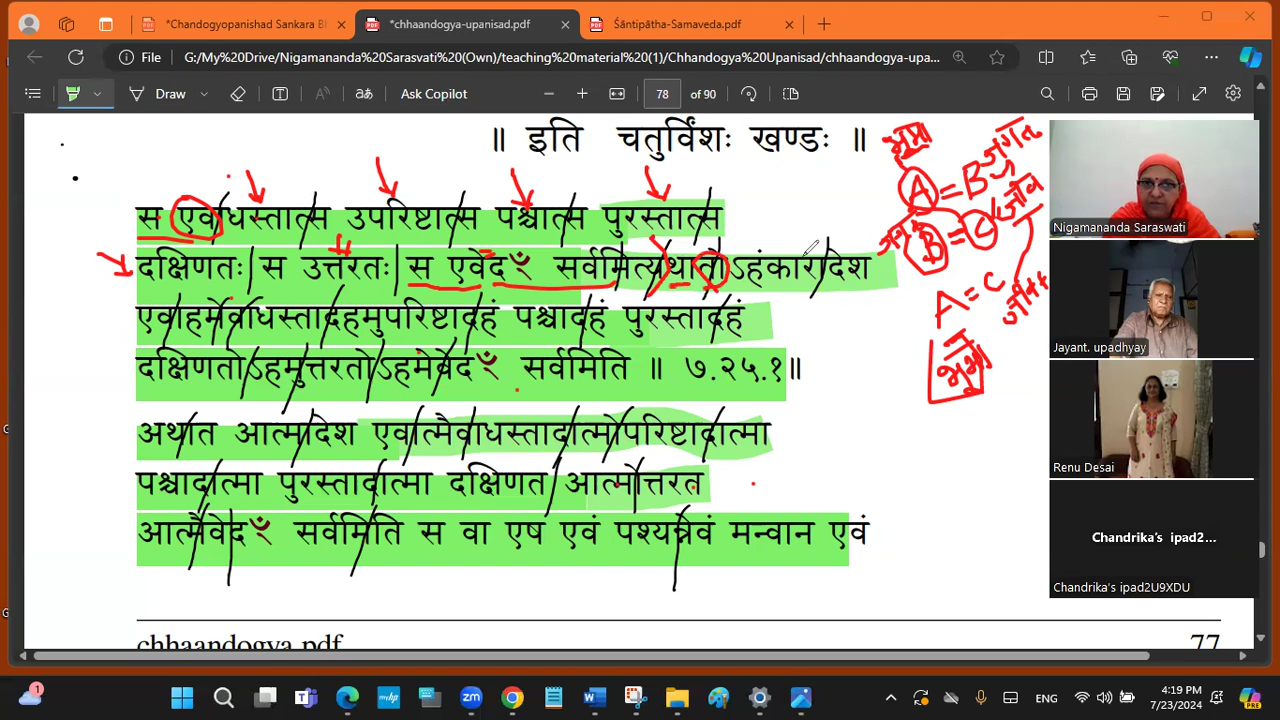 *Chandogyopanishad Sankara Bh
*chhaandogya-upanisad.pdf
Śāntipāṭha-Samaveda.pdf
File
G:/My%20Drive/Nigamananda%20Sarasvati%20(Own)/teaching%20material%20(1)/Chhandogya%20Upanisad/chhaandogya-upa...
Draw
Ask Copilot
78 of 90
॥ इति चतुर्विंशः खण्डः ॥
स एवाधस्तात्स उपरिष्टात्स पश्चात्स पुरस्तात्स
दक्षिणतः स उत्तरतः स एवेदꣳ सर्वमित्यथातोऽहंकारादेश
एवाहमेवाधस्तादहमुपरिष्टादहं पश्चादहं पुरस्तादहं
दक्षिणतोऽहमुत्तरतोऽहमेवेदꣳ सर्वमिति ॥ ७.२५.१॥
अथात आत्मादेश एवात्मैवाधस्तादात्मोपरिष्टादात्मा
पश्चादात्मा पुरस्तादात्मा दक्षिणत आत्मोत्तरत
आत्मैवेदꣳ सर्वमिति स वा एष एवं पश्यन्नेवं मन्वान एवं
chhaandogya.pdf
77
भूमा
A = B जगत्
B = C जीव
A = C
भूमा
Nigamananda Saraswati
Jayant. upadhyay
Renu Desai
Chandrika's ipad2...
Chandrika's ipad2U9XDU
1
ENG
4:19 PM
7/23/2024